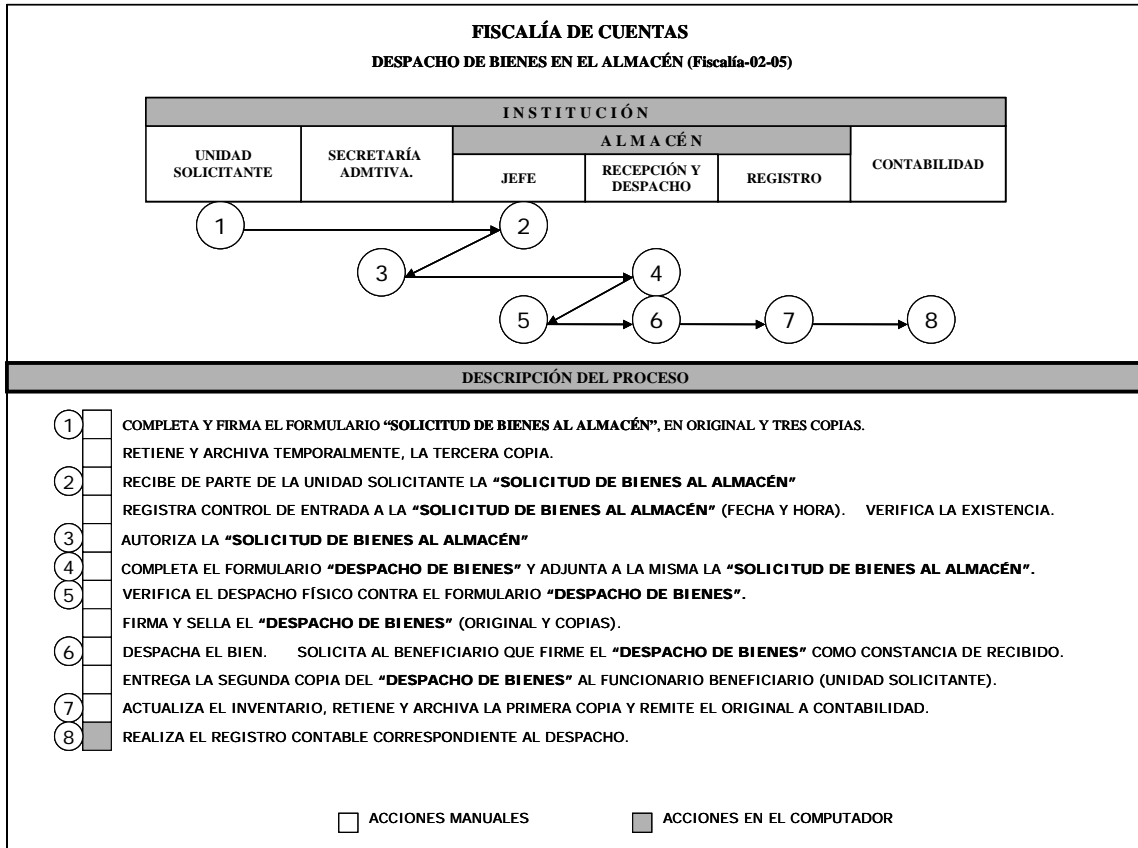 FISCALÍA DE CUENTAS
DESPACHO DE BIENES EN EL ALMACÉN (Fiscalía-02-05)
INSTITUCIÓN
UNIDAD SOLICITANTE
SECRETARÍA ADMTIVA.
ALMACÉN
JEFE
RECEPCIÓN Y DESPACHO
REGISTRO
CONTABILIDAD
1
2
3
4
5
6
7
8
DESCRIPCIÓN DEL PROCESO
1 COMPLETA Y FIRMA EL FORMULARIO “SOLICITUD DE BIENES AL ALMACÉN”, EN ORIGINAL Y TRES COPIAS.
RETIENE Y ARCHIVA TEMPORALMENTE, LA TERCERA COPIA.
2 RECIBE DE PARTE DE LA UNIDAD SOLICITANTE LA “SOLICITUD DE BIENES AL ALMACÉN”
REGISTRA CONTROL DE ENTRADA A LA “SOLICITUD DE BIENES AL ALMACÉN” (FECHA Y HORA). VERIFICA LA EXISTENCIA.
3 AUTORIZA LA “SOLICITUD DE BIENES AL ALMACÉN”
4 COMPLETA EL FORMULARIO “DESPACHO DE BIENES” Y ADJUNTA A LA MISMA LA “SOLICITUD DE BIENES AL ALMACÉN”.
5 VERIFICA EL DESPACHO FÍSICO CONTRA EL FORMULARIO “DESPACHO DE BIENES”.
FIRMA Y SELLA EL “DESPACHO DE BIENES” (ORIGINAL Y COPIAS).
6 DESPACHA EL BIEN. SOLICITA AL BENEFICIARIO QUE FIRME EL “DESPACHO DE BIENES” COMO CONSTANCIA DE RECIBIDO.
ENTREGA LA SEGUNDA COPIA DEL “DESPACHO DE BIENES” AL FUNCIONARIO BENEFICIARIO (UNIDAD SOLICITANTE).
7 ACTUALIZA EL INVENTARIO, RETIENE Y ARCHIVA LA PRIMERA COPIA Y REMITE EL ORIGINAL A CONTABILIDAD.
8 REALIZA EL REGISTRO CONTABLE CORRESPONDIENTE AL DESPACHO.
ACCIONES MANUALES
ACCIONES EN EL COMPUTADOR